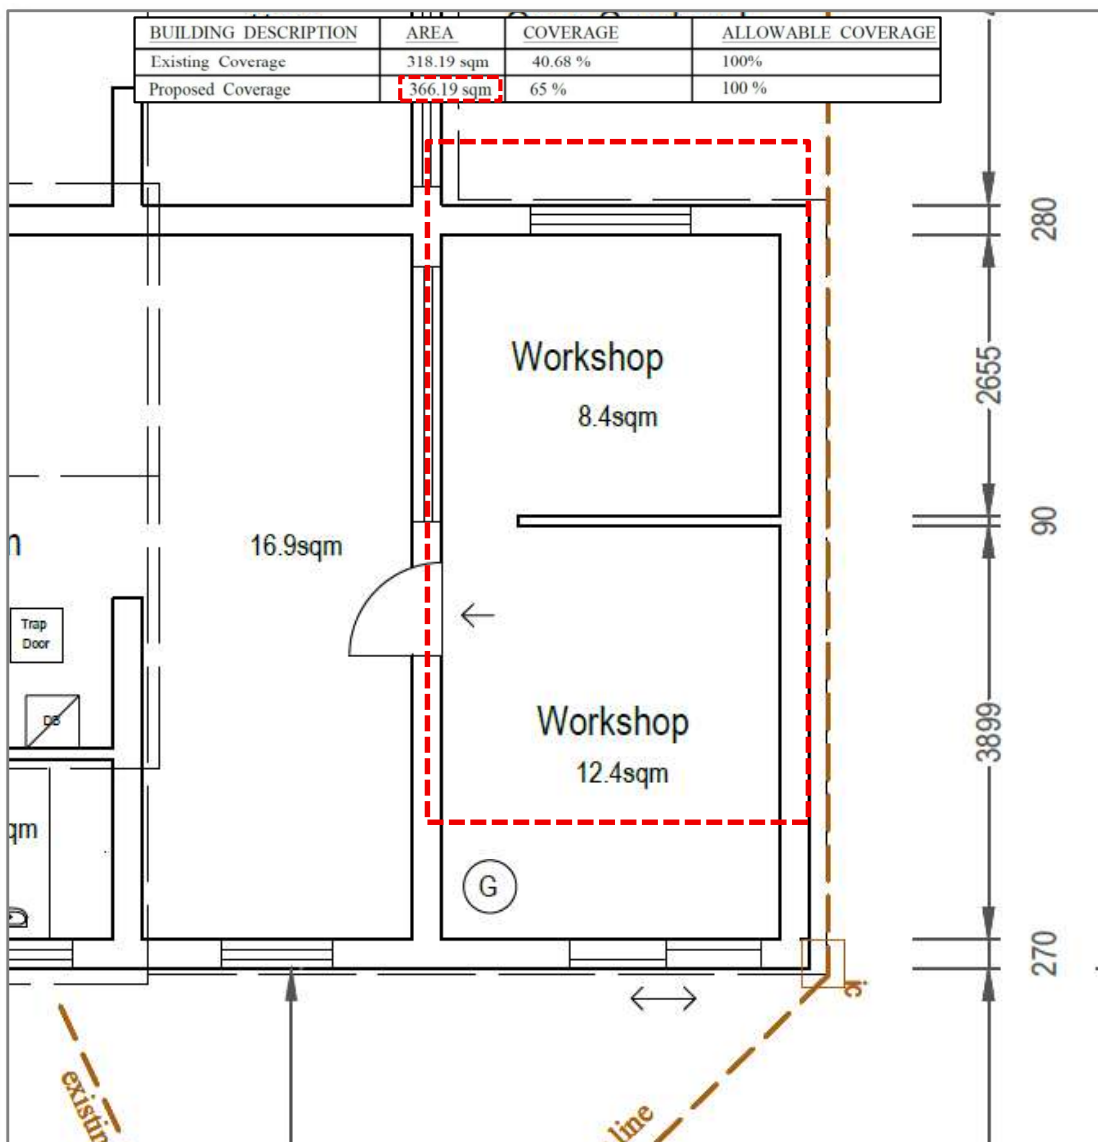 BUILDING DESCRIPTION AREA COVERAGE ALLOWABLE COVERAGE
Existing Coverage 318.19 sqm 40.68 % 100%
Proposed Coverage 366.19 sqm 65 % 100 %
280
Workshop
8.4sqm
2655
90
16.9sqm
Trap
Door
DB
Workshop
12.4sqm
3899
qm
G
270
ic
line